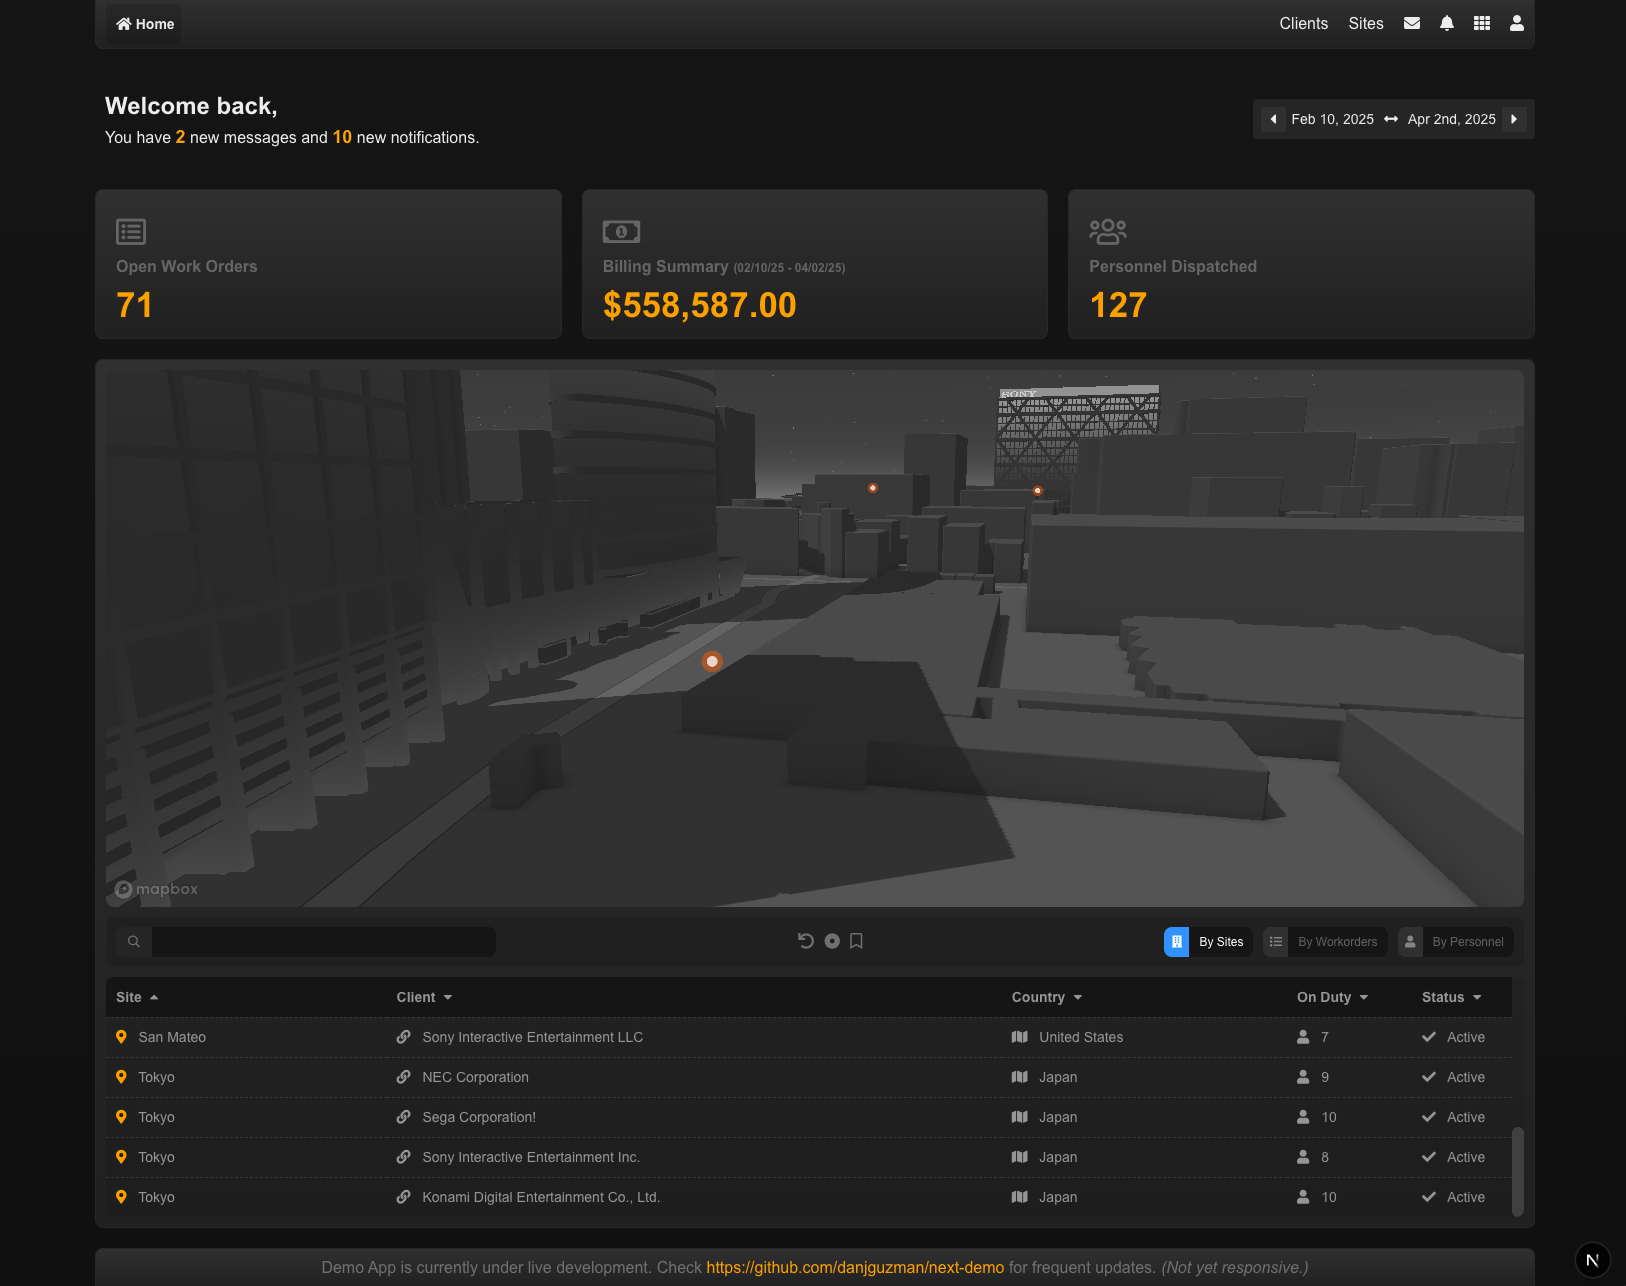 Home
Clients Sites
Welcome back,
You have 2 new messages and 10 new notifications.
Feb 10, 2025 Apr 2nd, 2025
Open Work Orders
71
Billing Summary (02/10/25 - 04/02/25)
$558,587.00
Personnel Dispatched
127
SONY
mapbox
By Sites By Workorders By Personnel
Site Client Country On Duty Status
San Mateo Sony Interactive Entertainment LLC United States 7 Active
Tokyo NEC Corporation Japan 9 Active
Tokyo Sega Corporation! Japan 10 Active
Tokyo Sony Interactive Entertainment Inc. Japan 8 Active
Tokyo Konami Digital Entertainment Co., Ltd. Japan 10 Active
Demo App is currently under live development. Check https://github.com/danjguzman/next-demo for frequent updates. (Not yet responsive.)
N